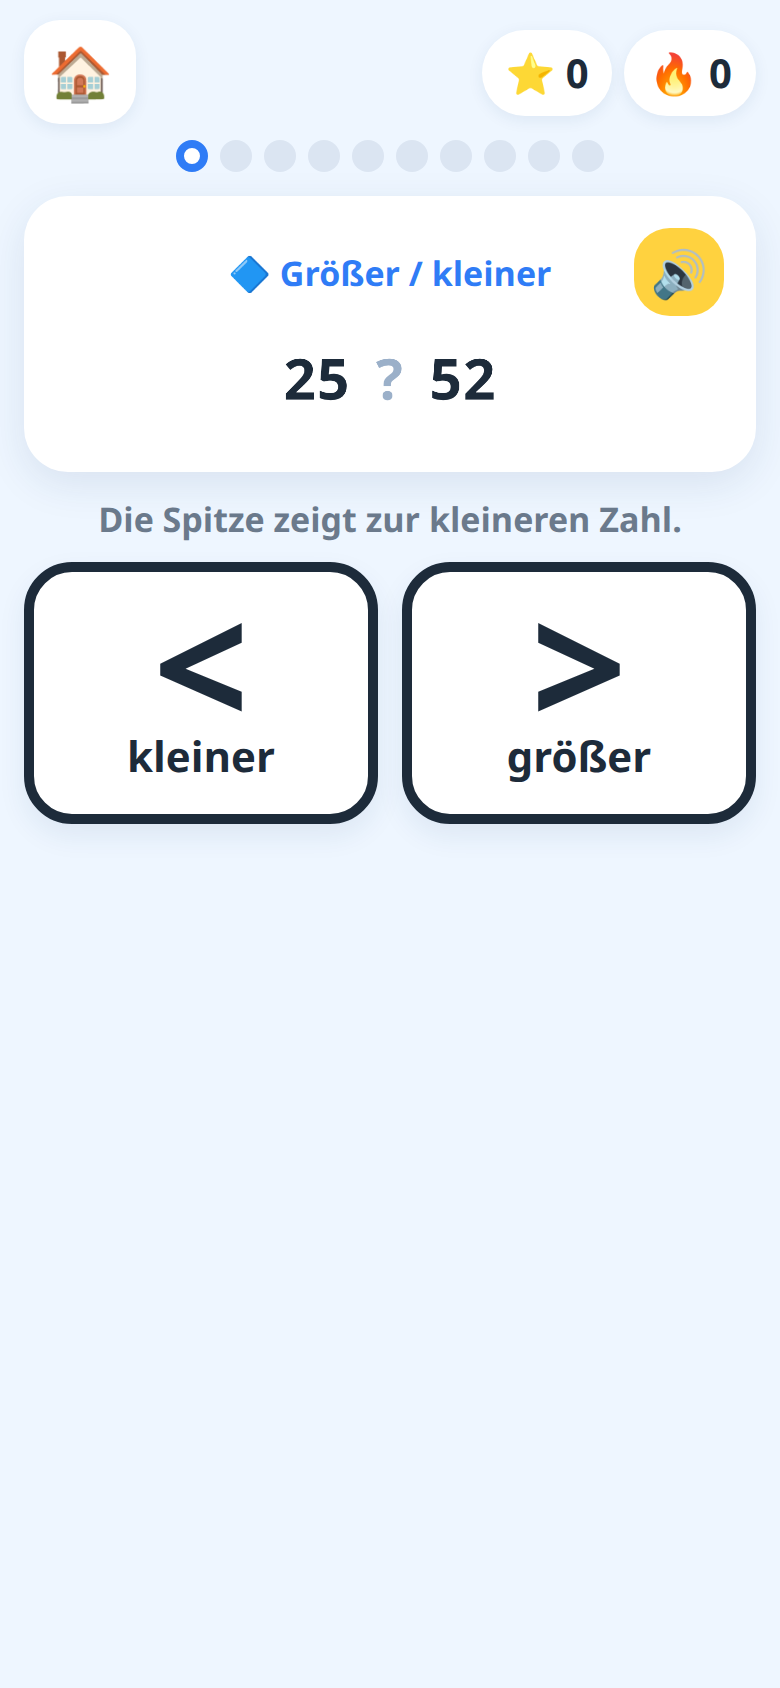 ⭐ 0 🔥 0
🔷 Größer / kleiner
25 ? 52
Die Spitze zeigt zur kleineren Zahl.
< >
kleiner größer